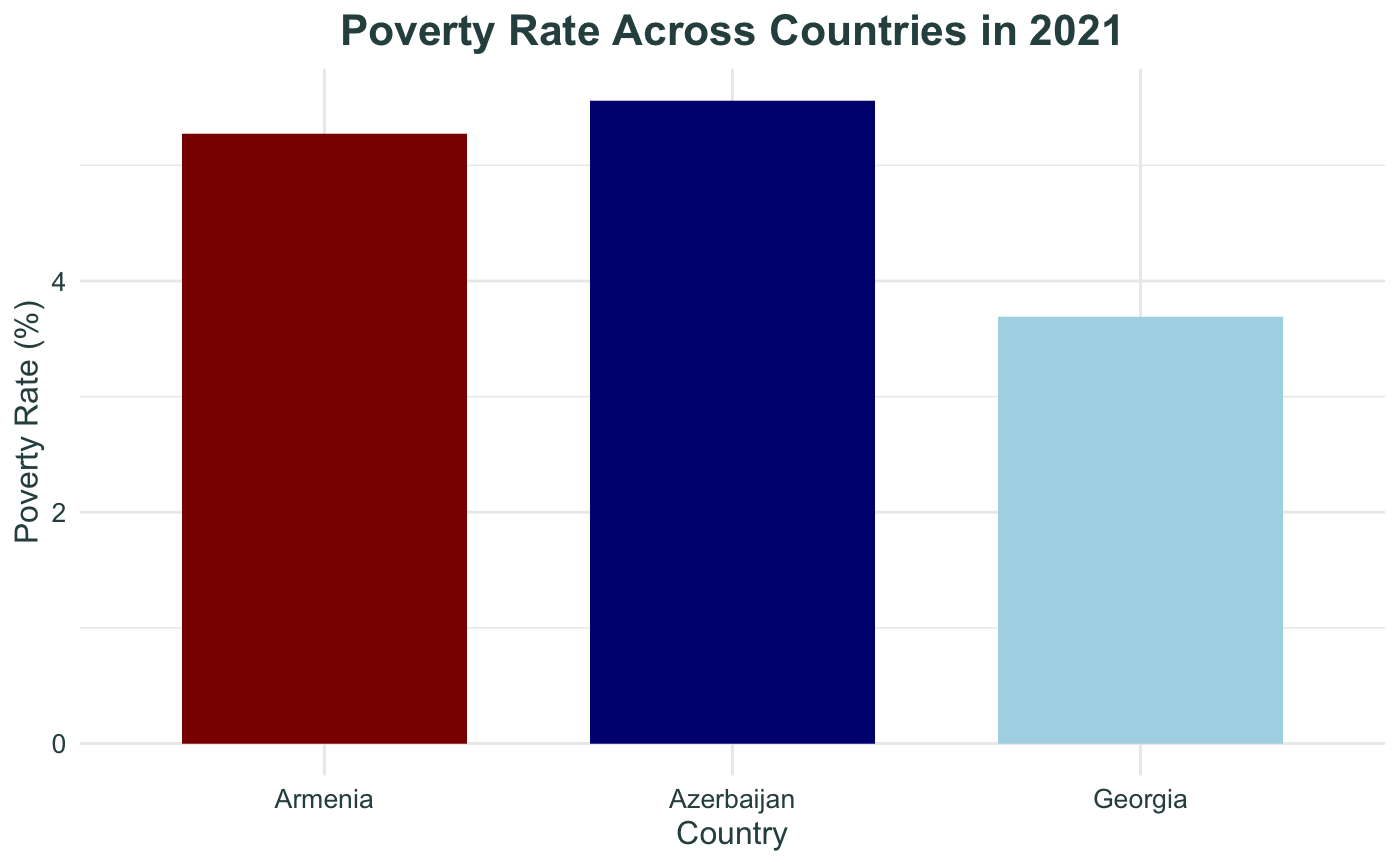 Poverty Rate Across Countries in 2021
Poverty Rate (%)
4
2
0
Armenia
Azerbaijan
Georgia
Country